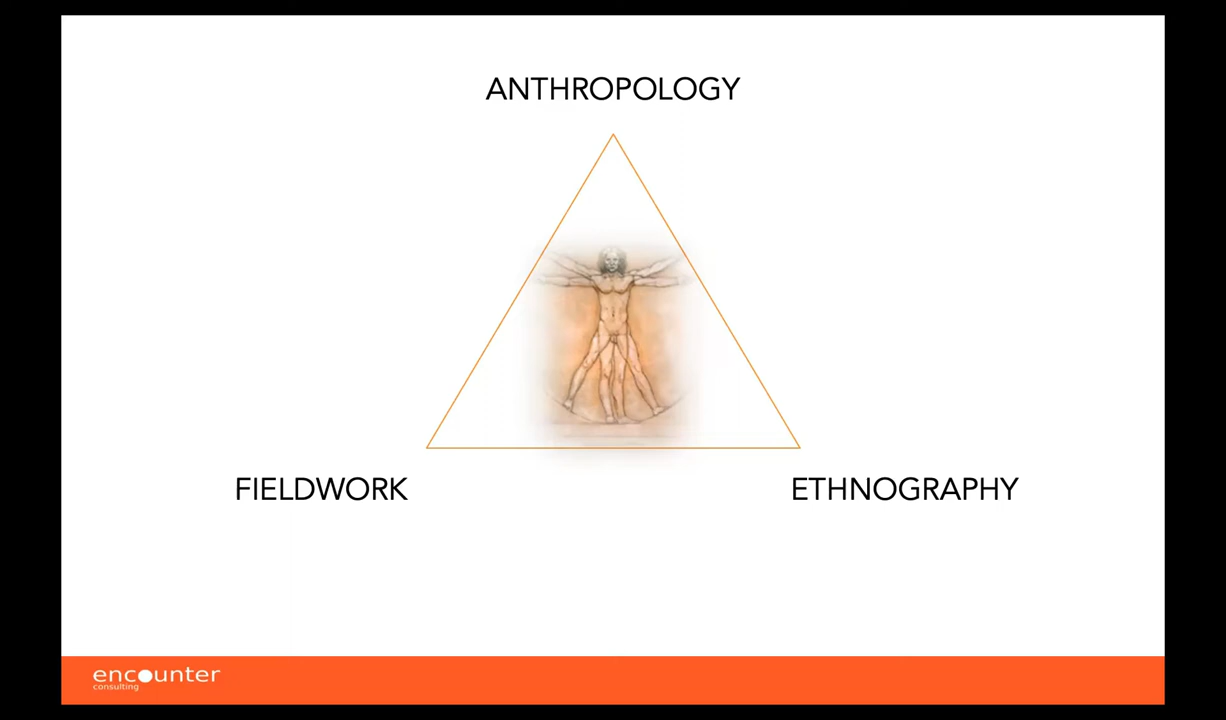 ANTHROPOLOGY
FIELDWORK
ETHNOGRAPHY
encounter
consulting